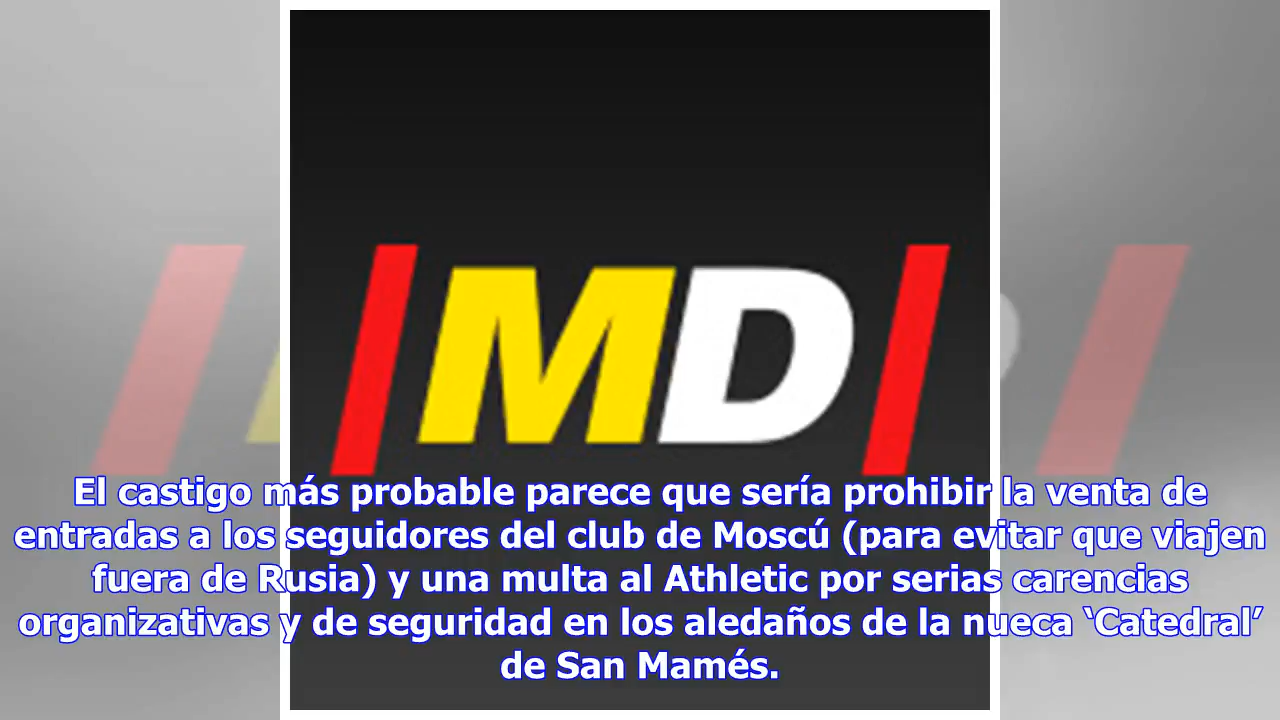 |MD|
El castigo más probable parece que sería prohibir la venta de
entradas a los seguidores del club de Moscú (para evitar que viajen
fuera de Rusia) y una multa al Athletic por serias carencias
organizativas y de seguridad en los aledaños de la nueca ‘Catedral’
de San Mamés.